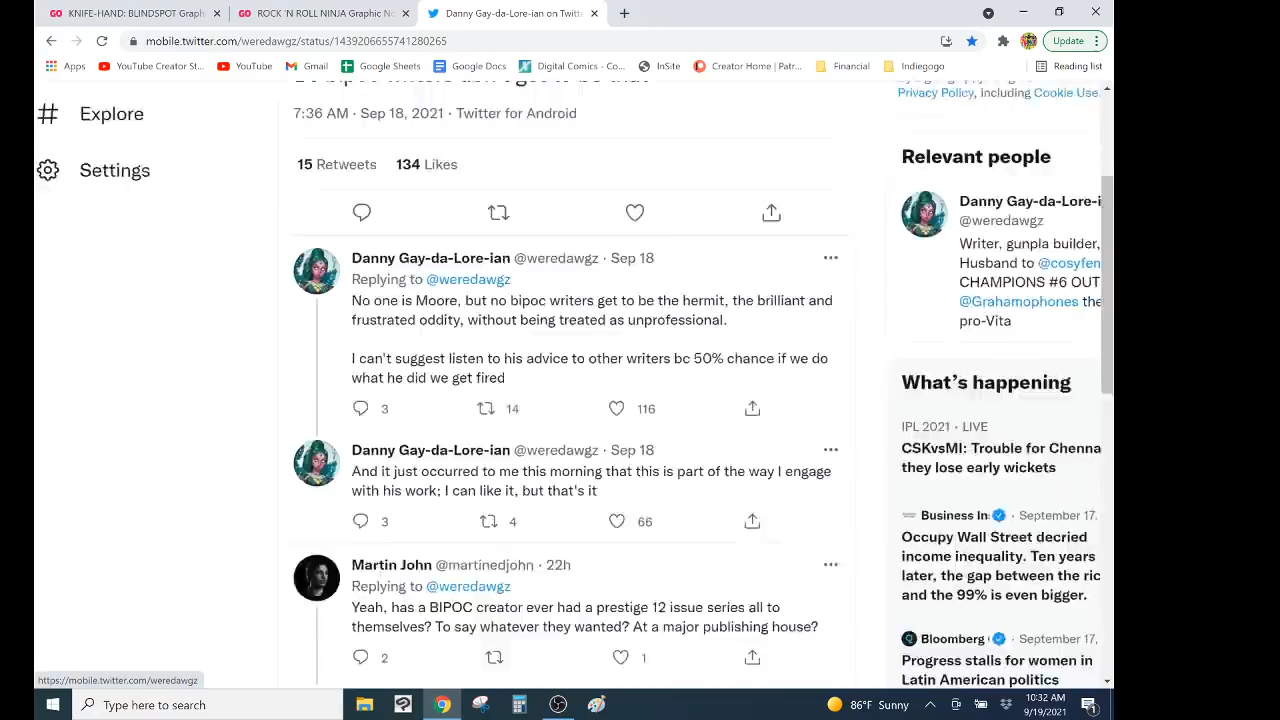 KNIFE-HAND: BLINDSPOT Graph
ROCK 'N ROLL NINJA Graphic No
Danny Gay-da-Lore-ian on Twitte
mobile.twitter.com/weredawgz/status/1439206655741280265
Update
Apps
YouTube Creator St...
YouTube
Gmail
Google Sheets
Google Docs
Digital Comics - Co...
InSite
Creator Home | Patr...
Financial
Indiegogo
Reading list
Explore
Settings
7:36 AM · Sep 18, 2021 · Twitter for Android
15 Retweets 134 Likes
Danny Gay-da-Lore-ian @weredawgz · Sep 18
Replying to @weredawgz
No one is Moore, but no bipoc writers get to be the hermit, the brilliant and
frustrated oddity, without being treated as unprofessional.
I can't suggest listen to his advice to other writers bc 50% chance if we do
what he did we get fired
3 14 116
Danny Gay-da-Lore-ian @weredawgz · Sep 18
And it just occurred to me this morning that this is part of the way I engage
with his work; I can like it, but that's it
3 4 66
Martin John @martinedjohn · 22h
Replying to @weredawgz
Yeah, has a BIPOC creator ever had a prestige 12 issue series all to
themselves? To say whatever they wanted? At a major publishing house?
2 1
Privacy Policy, including Cookie Use.
Relevant people
Danny Gay-da-Lore-i
@weredawgz
Writer, gunpla builder,
Husband to @cosyfen
CHAMPIONS #6 OUT
@Grahamophones the
pro-Vita
What's happening
IPL 2021 · LIVE
CSKvsMI: Trouble for Chenna
they lose early wickets
Business In · September 17,
Occupy Wall Street decried
income inequality. Ten years
later, the gap between the ric
and the 99% is even bigger.
Bloomberg · September 17,
Progress stalls for women in
Latin American politics
https://mobile.twitter.com/weredawgz
Type here to search
86°F Sunny
10:32 AM
9/19/2021
1